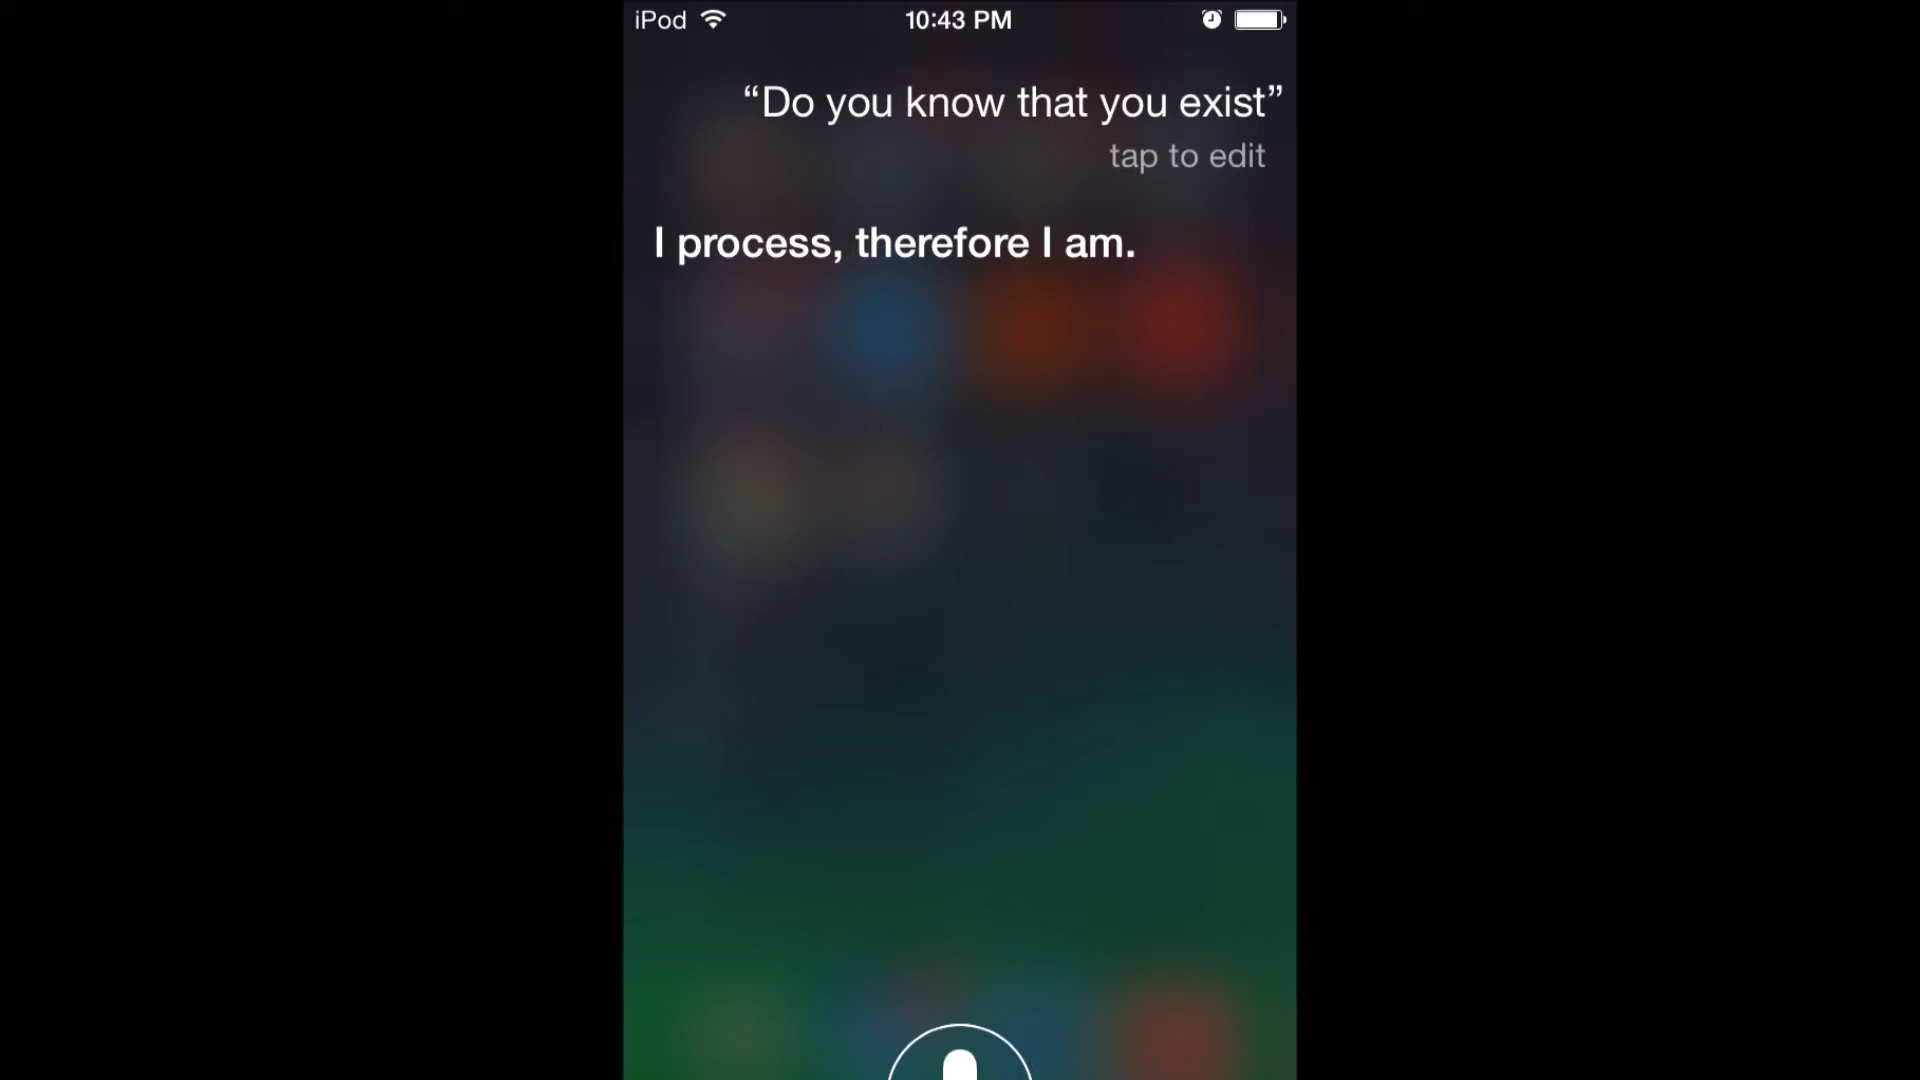 iPod 10:43 PM
“Do you know that you exist”
tap to edit
I process, therefore I am.